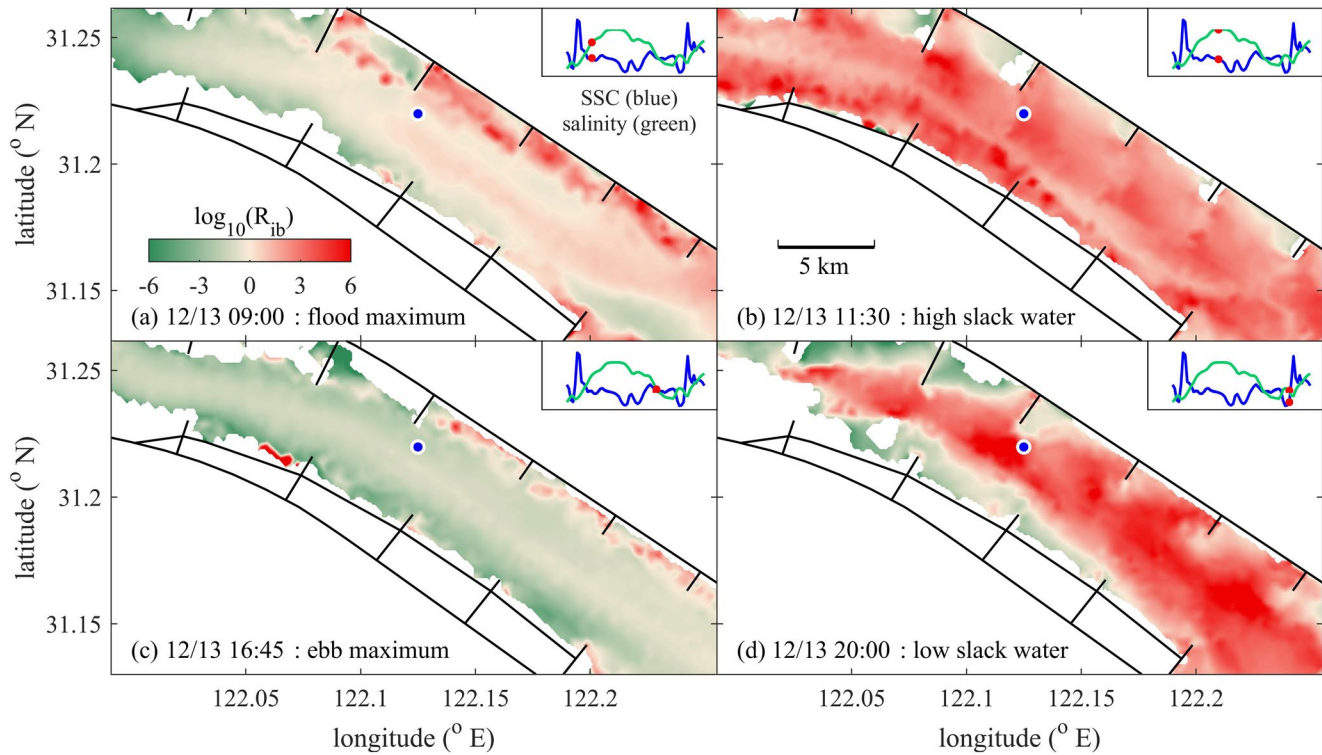 31.25
31.2
31.15
latitude (° N)
SSC (blue)
salinity (green)
log10(Rib)
-6 -3 0 3 6
(a) 12/13 09:00 : flood maximum
5 km
(b) 12/13 11:30 : high slack water
31.25
31.2
31.15
latitude (° N)
(c) 12/13 16:45 : ebb maximum
(d) 12/13 20:00 : low slack water
122.05 122.1 122.15 122.2
122.05 122.1 122.15 122.2
longitude (° E)
longitude (° E)